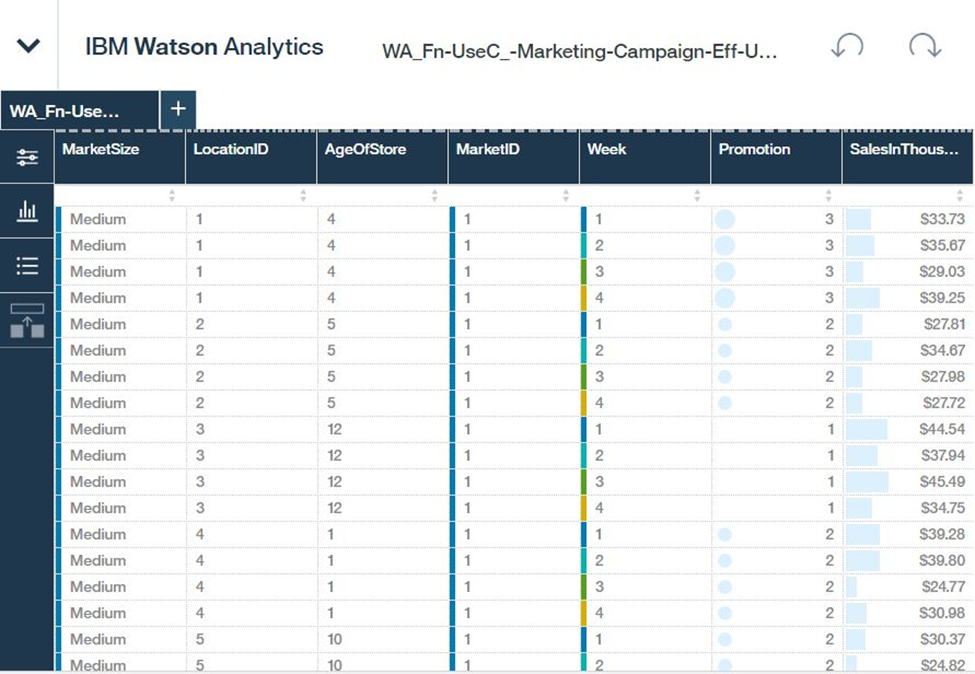 IBM Watson Analytics WA_Fn-UseC_-Marketing-Campaign-Eff-U...
WA_Fn-Use... +
MarketSize LocationID AgeOfStore MarketID Week Promotion SalesInThous...
Medium 1 4 1 1 3 $33.73
Medium 1 4 1 2 3 $35.67
Medium 1 4 1 3 3 $29.03
Medium 1 4 1 4 3 $39.25
Medium 2 5 1 1 2 $27.81
Medium 2 5 1 2 2 $34.67
Medium 2 5 1 3 2 $27.98
Medium 2 5 1 4 2 $27.72
Medium 3 12 1 1 1 $44.54
Medium 3 12 1 2 1 $37.94
Medium 3 12 1 3 1 $45.49
Medium 3 12 1 4 1 $34.75
Medium 4 1 1 1 2 $39.28
Medium 4 1 1 2 2 $39.80
Medium 4 1 1 3 2 $24.77
Medium 4 1 1 4 2 $30.98
Medium 5 10 1 1 2 $30.37
Medium 5 10 1 2 2 $24.82